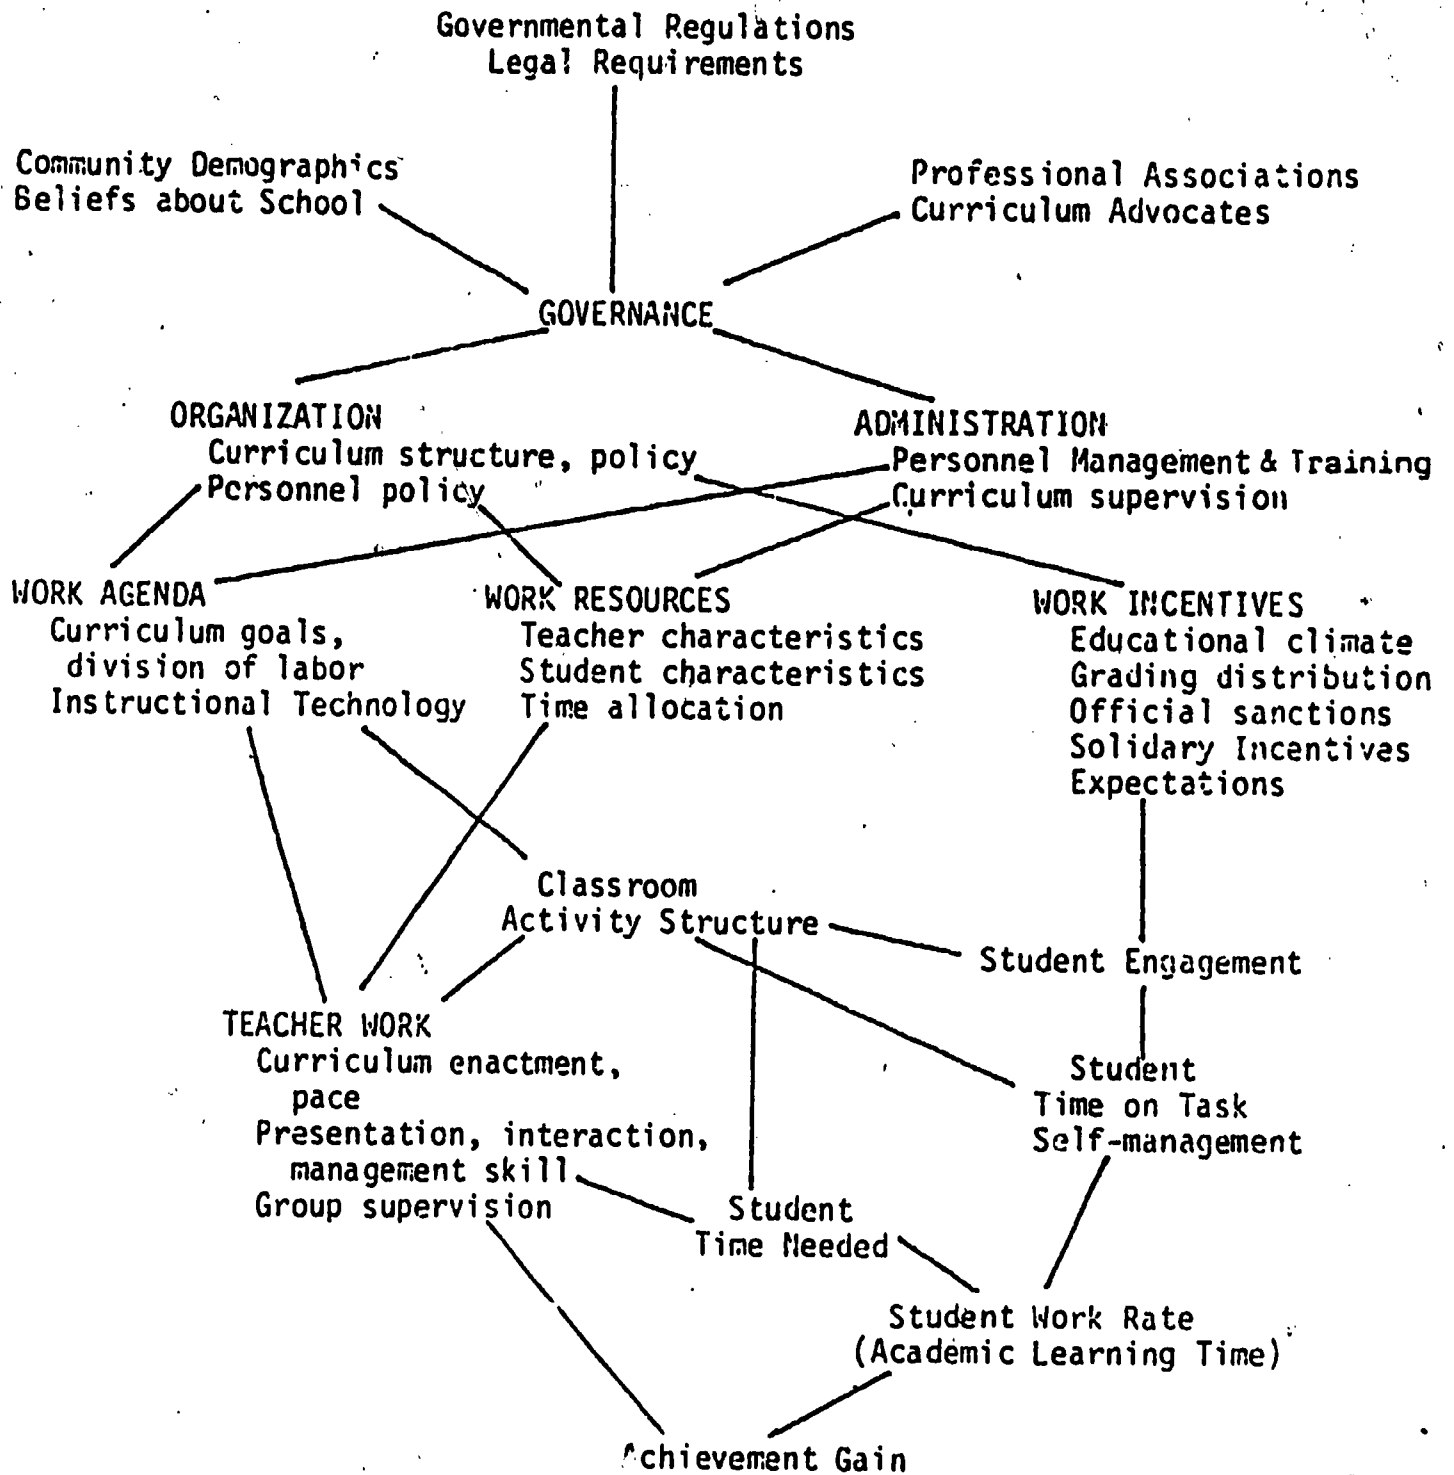 Governmental Regulations
Legal Requirements
Community Demographics
Beliefs about School
Professional Associations
Curriculum Advocates
GOVERNANCE
ORGANIZATION
Curriculum structure, policy
Personnel policy
ADMINISTRATION
Personnel Management & Training
Curriculum supervision
WORK AGENDA
Curriculum goals,
division of labor
Instructional Technology
WORK RESOURCES
Teacher characteristics
Student characteristics
Time allocation
WORK INCENTIVES
Educational climate
Grading distribution
Official sanctions
Solidary Incentives
Expectations
Classroom
Activity Structure
Student Engagement
TEACHER WORK
Curriculum enactment,
pace
Presentation, interaction,
management skill
Group supervision
Student
Time on Task
Self-management
Student
Time Needed
Student Work Rate
(Academic Learning Time)
Achievement Gain